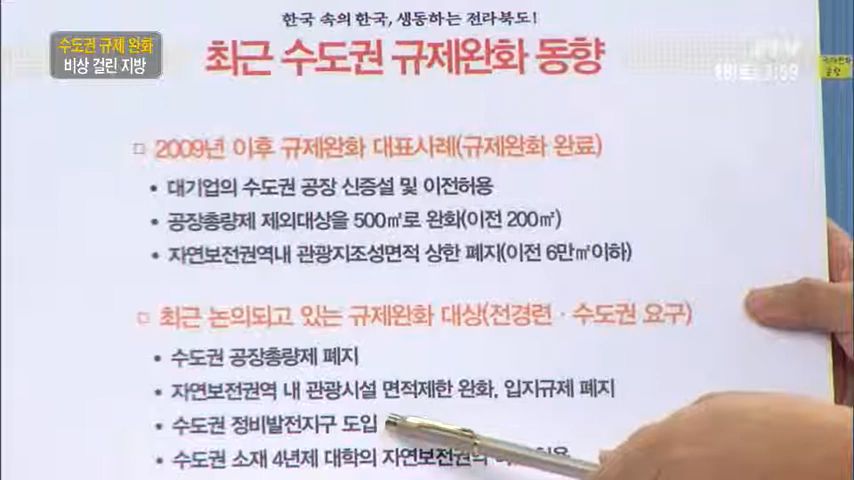 한국 속의 한국, 생동하는 전라북도!
수도권 규제 완화
비상 걸린 지방
최근 수도권 규제완화 동향
□ 2009년 이후 규제완화 대표사례(규제완화 완료)
• 대기업의 수도권 공장 신증설 및 이전허용
• 공장총량제 제외대상을 500㎡로 완화(이전 200㎡)
• 자연보전권역내 관광지조성면적 상한 폐지(이전 6만㎡이하)
□ 최근 논의되고 있는 규제완화 대상(전경련 · 수도권 요구)
• 수도권 공장총량제 폐지
• 자연보전권역 내 관광시설 면적제한 완화, 입지규제 폐지
• 수도권 정비발전지구 도입
• 수도권 소재 4년제 대학의 자연보전권역